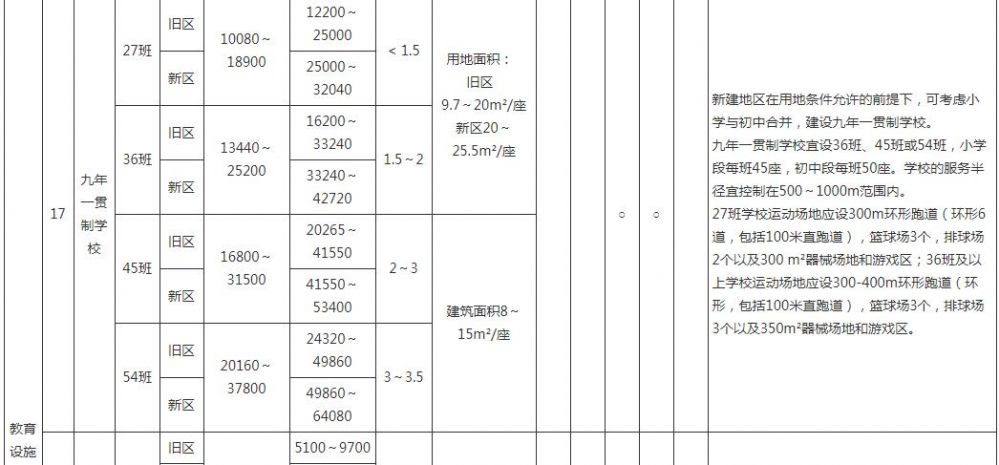 旧区
12200～
25000
27班
10080～
18900
＜1.5
新区
25000～
32040
用地面积：
旧区
9.7～20m²/座
新区20～
25.5m²/座
旧区
16200～
33240
36班
13440～
25200
1.5～2
新区
33240～
42720
17
九年
一贯
制学
校
旧区
20265～
41550
45班
16800～
31500
2～3
新区
41550～
53400
建筑面积8～
15m²/座
旧区
24320～
49860
54班
20160～
37800
3～3.5
新区
49860～
64080
○
○
新建地区在用地条件允许的前提下，可考虑小
学与初中合并，建设九年一贯制学校。
九年一贯制学校宜设36班、45班或54班，小学
段每班45座，初中段每班50座。学校的服务半
径宜控制在500～1000m范围内。
27班学校运动场地应设300m环形跑道（环形6
道，包括100米直跑道），篮球场3个，排球场
2个以及300 m²器械场地和游戏区；36班及以
上学校运动场地应设300-400m环形跑道（环
形，包括100米直跑道），篮球场3个，排球场
3个以及350m²器械场地和游戏区。
教育
设施
旧区
5100～9700